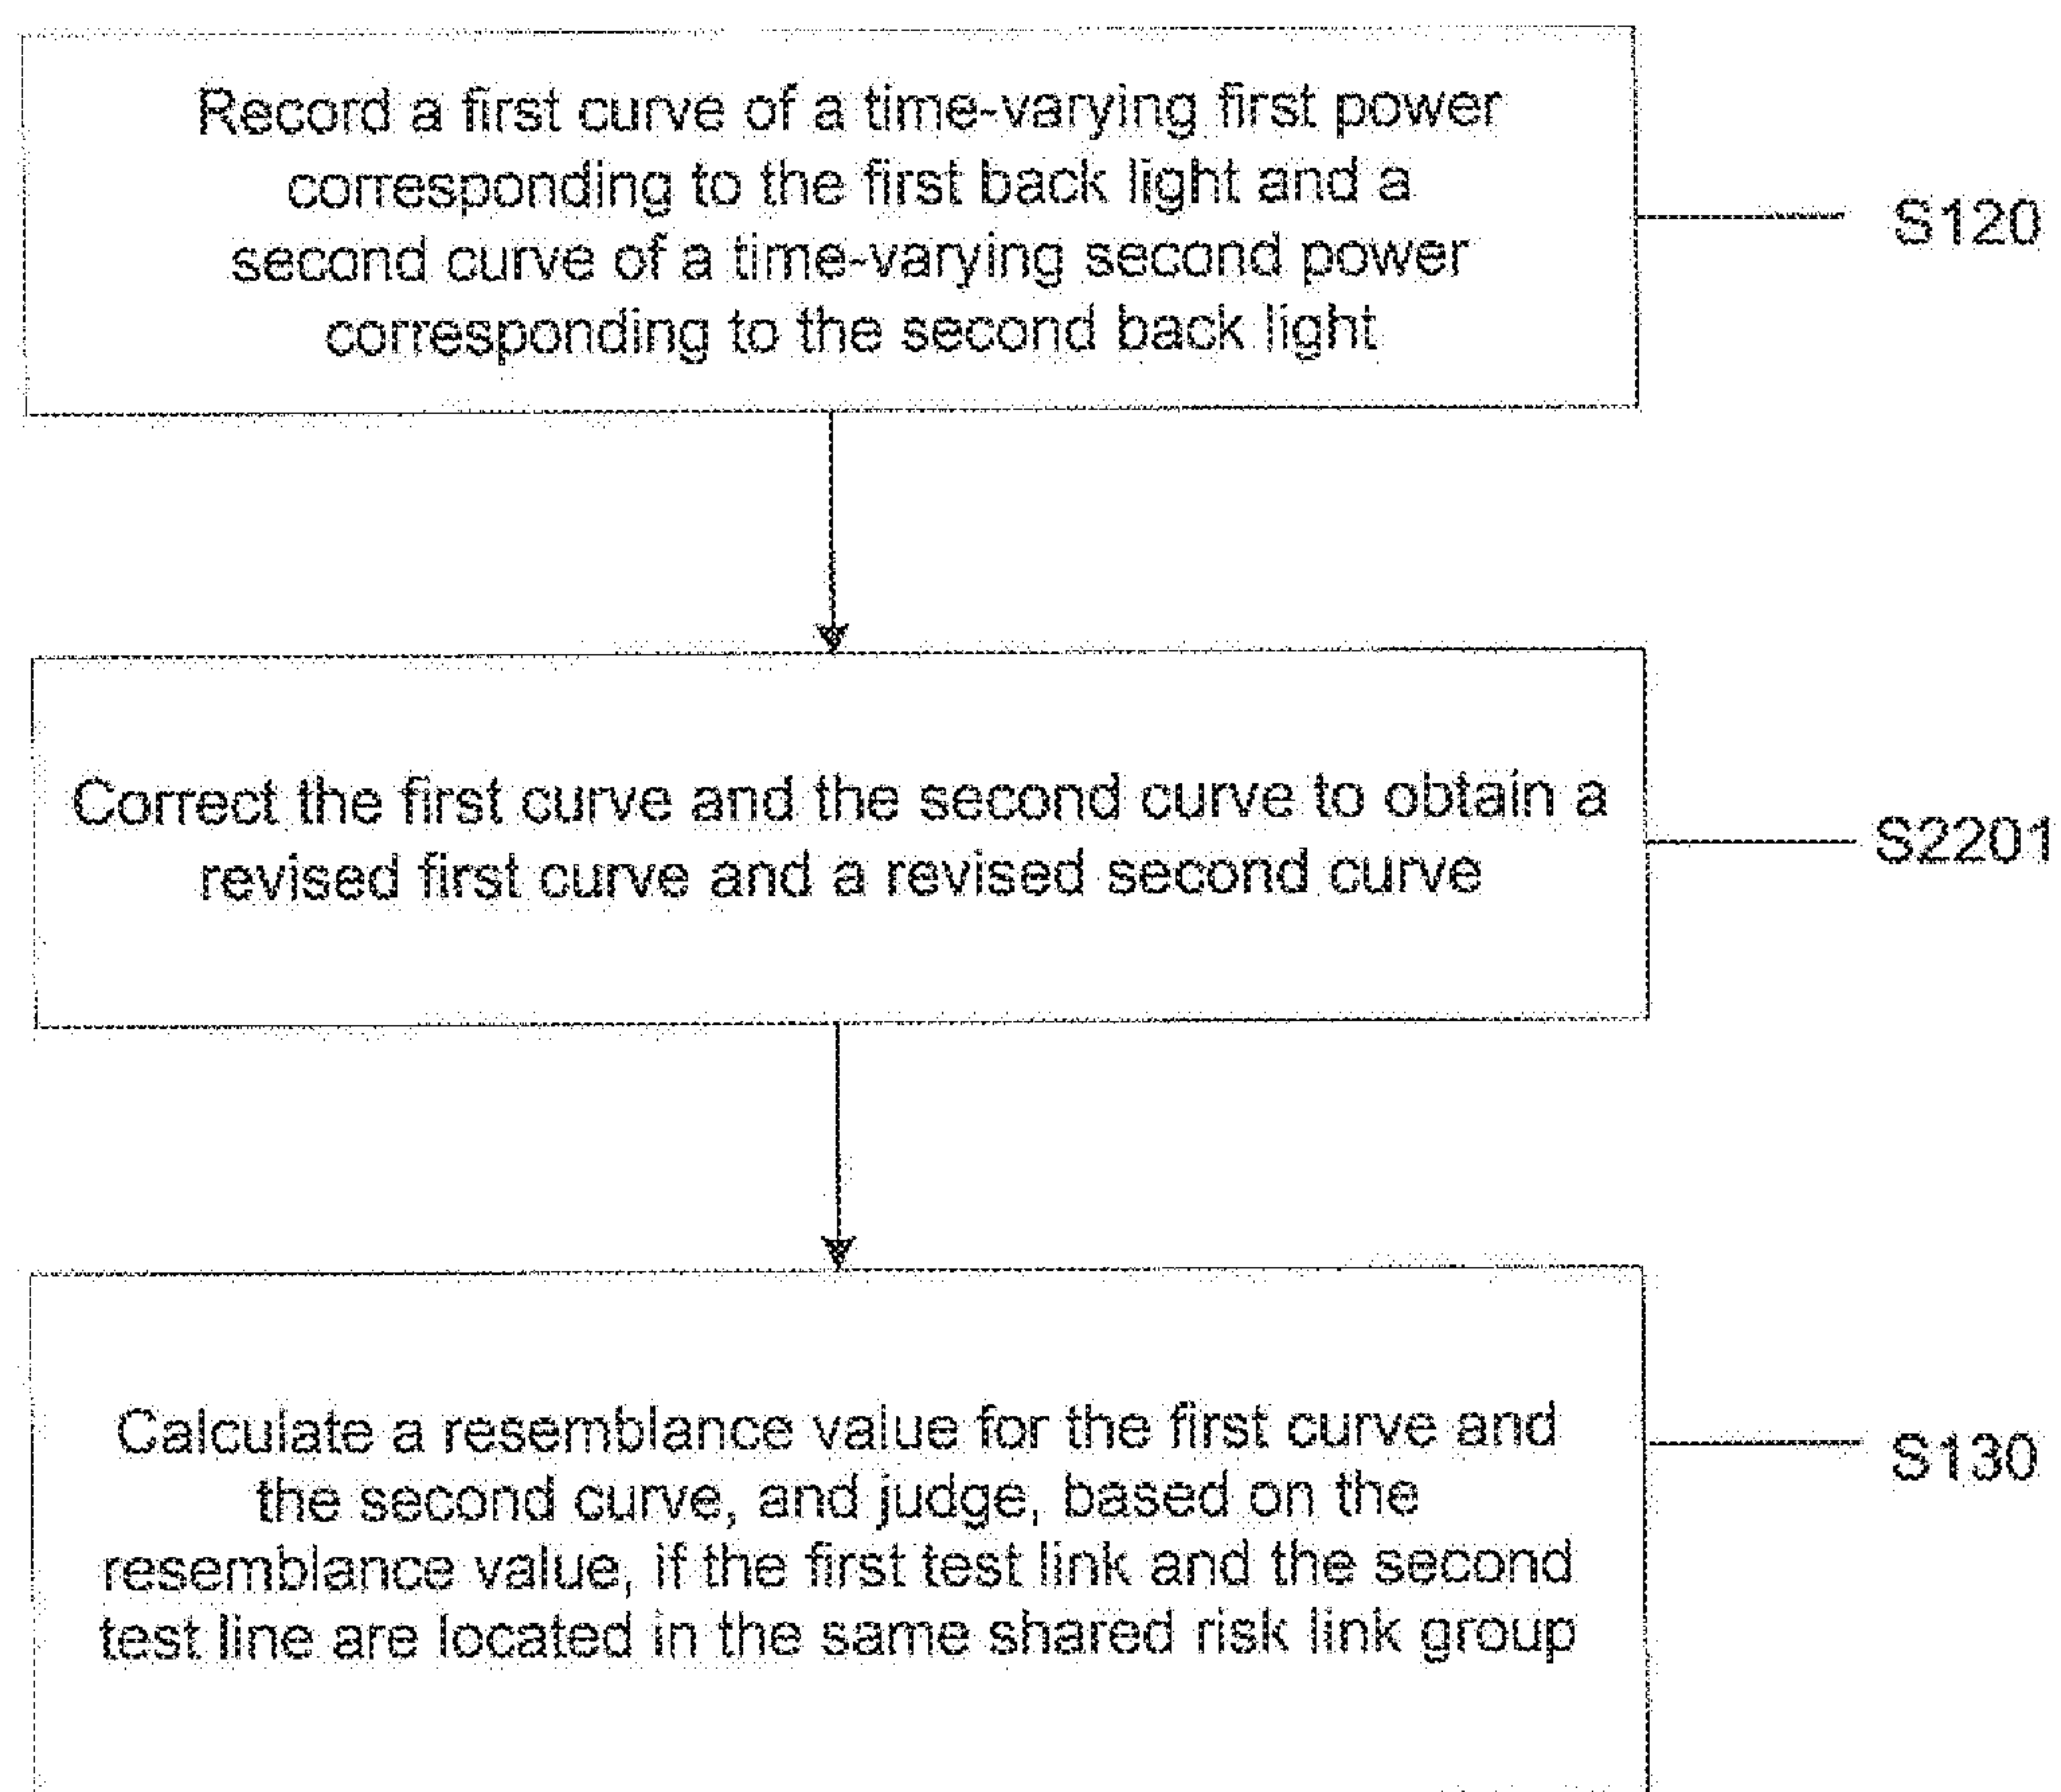 Record a first curve of a time-varying first power
corresponding to the first back light and a
second curve of a time-varying second power
corresponding to the second back light
S120
Correct the first curve and the second curve to obtain a
revised first curve and a revised second curve
S2201
Calculate a resemblance value for the first curve and
the second curve, and judge, based on the
resemblance value, if the first test link and the second
test line are located in the same shared risk link group
S130